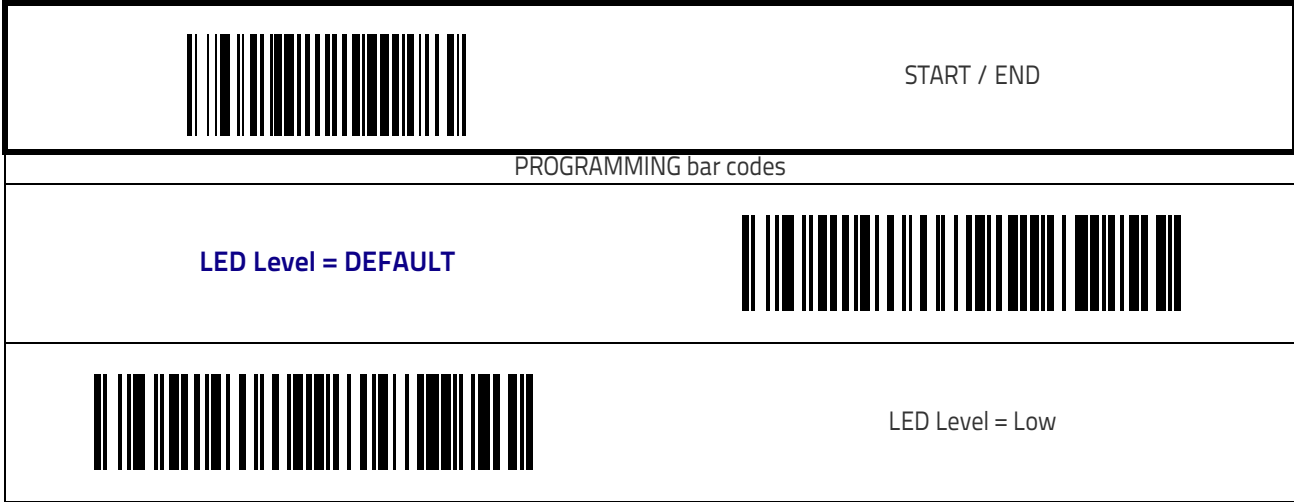 START / END
PROGRAMMING bar codes
LED Level = DEFAULT
LED Level = Low